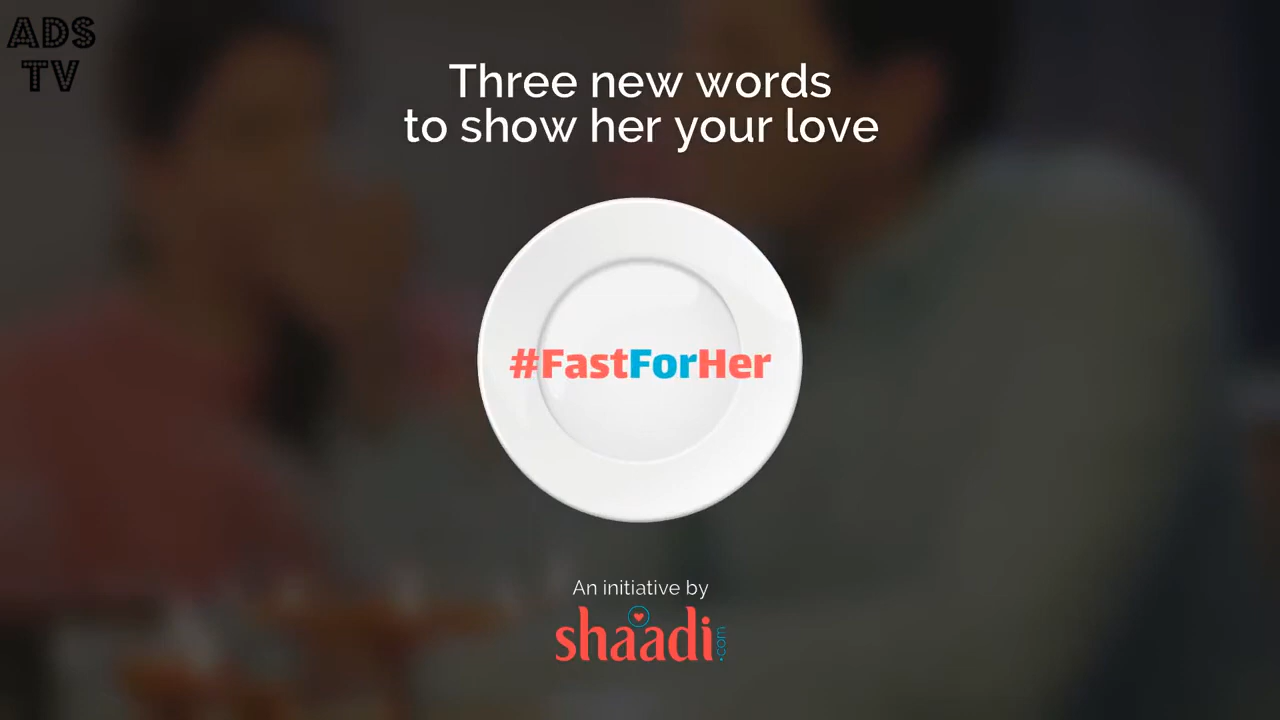 ADS
TV
Three new words
to show her your love
#FastForHer
An initiative by
shaadi.com